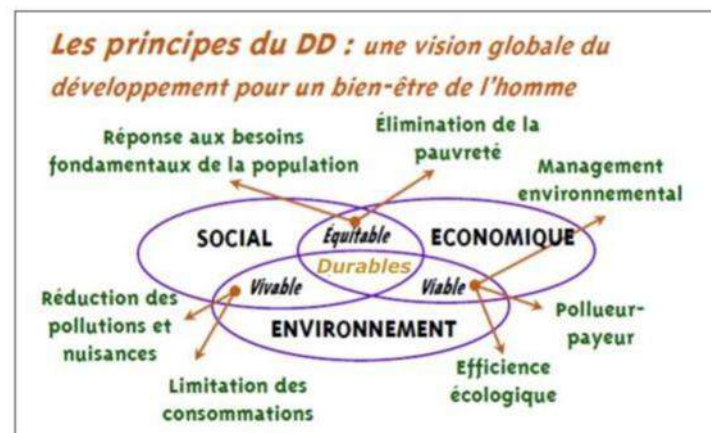 Les principes du DD : une vision globale du
développement pour un bien-être de l'homme
Réponse aux besoins
fondamentaux de la population
Élimination de la
pauvreté
Management
environnemental
SOCIAL
Équitable
ECONOMIQUE
Durables
Vivable
Viable
ENVIRONNEMENT
Réduction des
pollutions et
nuisances
Limitation des
consommations
Pollueur-
payeur
Efficience
écologique